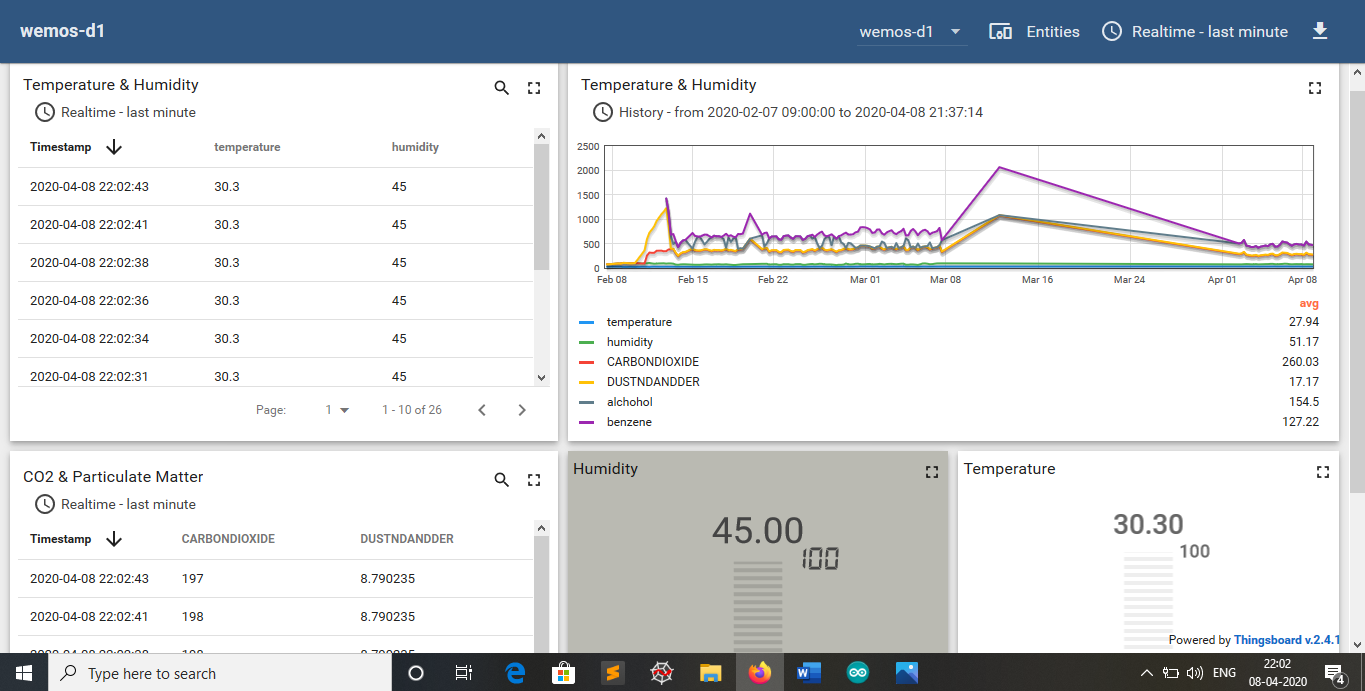 wemos-d1
wemos-d1 Entities Realtime - last minute
Temperature & Humidity
Realtime - last minute
Timestamp temperature humidity
2020-04-08 22:02:43 30.3 45
2020-04-08 22:02:41 30.3 45
2020-04-08 22:02:38 30.3 45
2020-04-08 22:02:36 30.3 45
2020-04-08 22:02:34 30.3 45
2020-04-08 22:02:31 30.3 45
Page: 1 1 - 10 of 26
Temperature & Humidity
History - from 2020-02-07 09:00:00 to 2020-04-08 21:37:14
2500
2000
1500
1000
500
0
Feb 08 Feb 15 Feb 22 Mar 01 Mar 08 Mar 16 Mar 24 Apr 01 Apr 08
avg
temperature 27.94
humidity 51.17
CARBONDIOXIDE 260.03
DUSTNDANDDER 17.17
alchohol 154.5
benzene 127.22
CO2 & Particulate Matter
Realtime - last minute
Timestamp CARBONDIOXIDE DUSTNDANDDER
2020-04-08 22:02:43 197 8.790235
2020-04-08 22:02:41 198 8.790235
Humidity
45.00
100
Temperature
30.30
100
Powered by Thingsboard v.2.4.1
Type here to search
ENG
22:02
08-04-2020
4